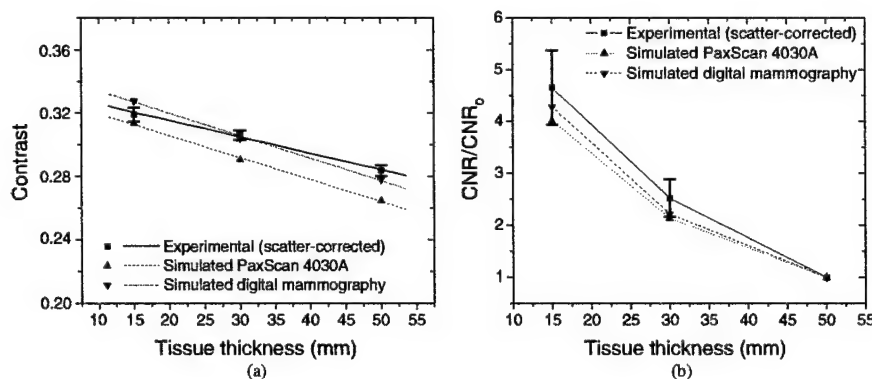 0.36
0.32
0.28
0.24
0.20
Contrast
Experimental (scatter-corrected)
Simulated PaxScan 4030A
Simulated digital mammography
10 15 20 25 30 35 40 45 50 55
Tissue thickness (mm)
(a)
6
5
4
3
2
1
CNR/CNR₀
Experimental (scatter-corrected)
Simulated PaxScan 4030A
Simulated digital mammography
10 15 20 25 30 35 40 45 50 55
Tissue thickness (mm)
(b)